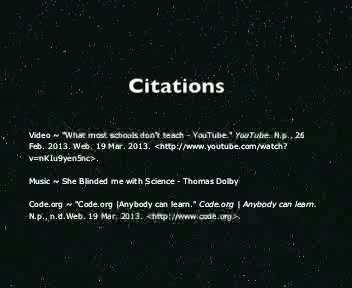 Citations
Video ~ "What most schools don't teach - YouTube." YouTube. N.p., 26
Feb. 2013. Web. 19 Mar. 2013. <http://www.youtube.com/watch?
v=nKIu9yen5nc>.
Music ~ She Blinded me with Science - Thomas Dolby
Code.org ~ "Code.org |Anybody can learn." Code.org | Anybody can learn.
N.p., n.d.Web. 19 Mar. 2013. <http://www.code.org>.